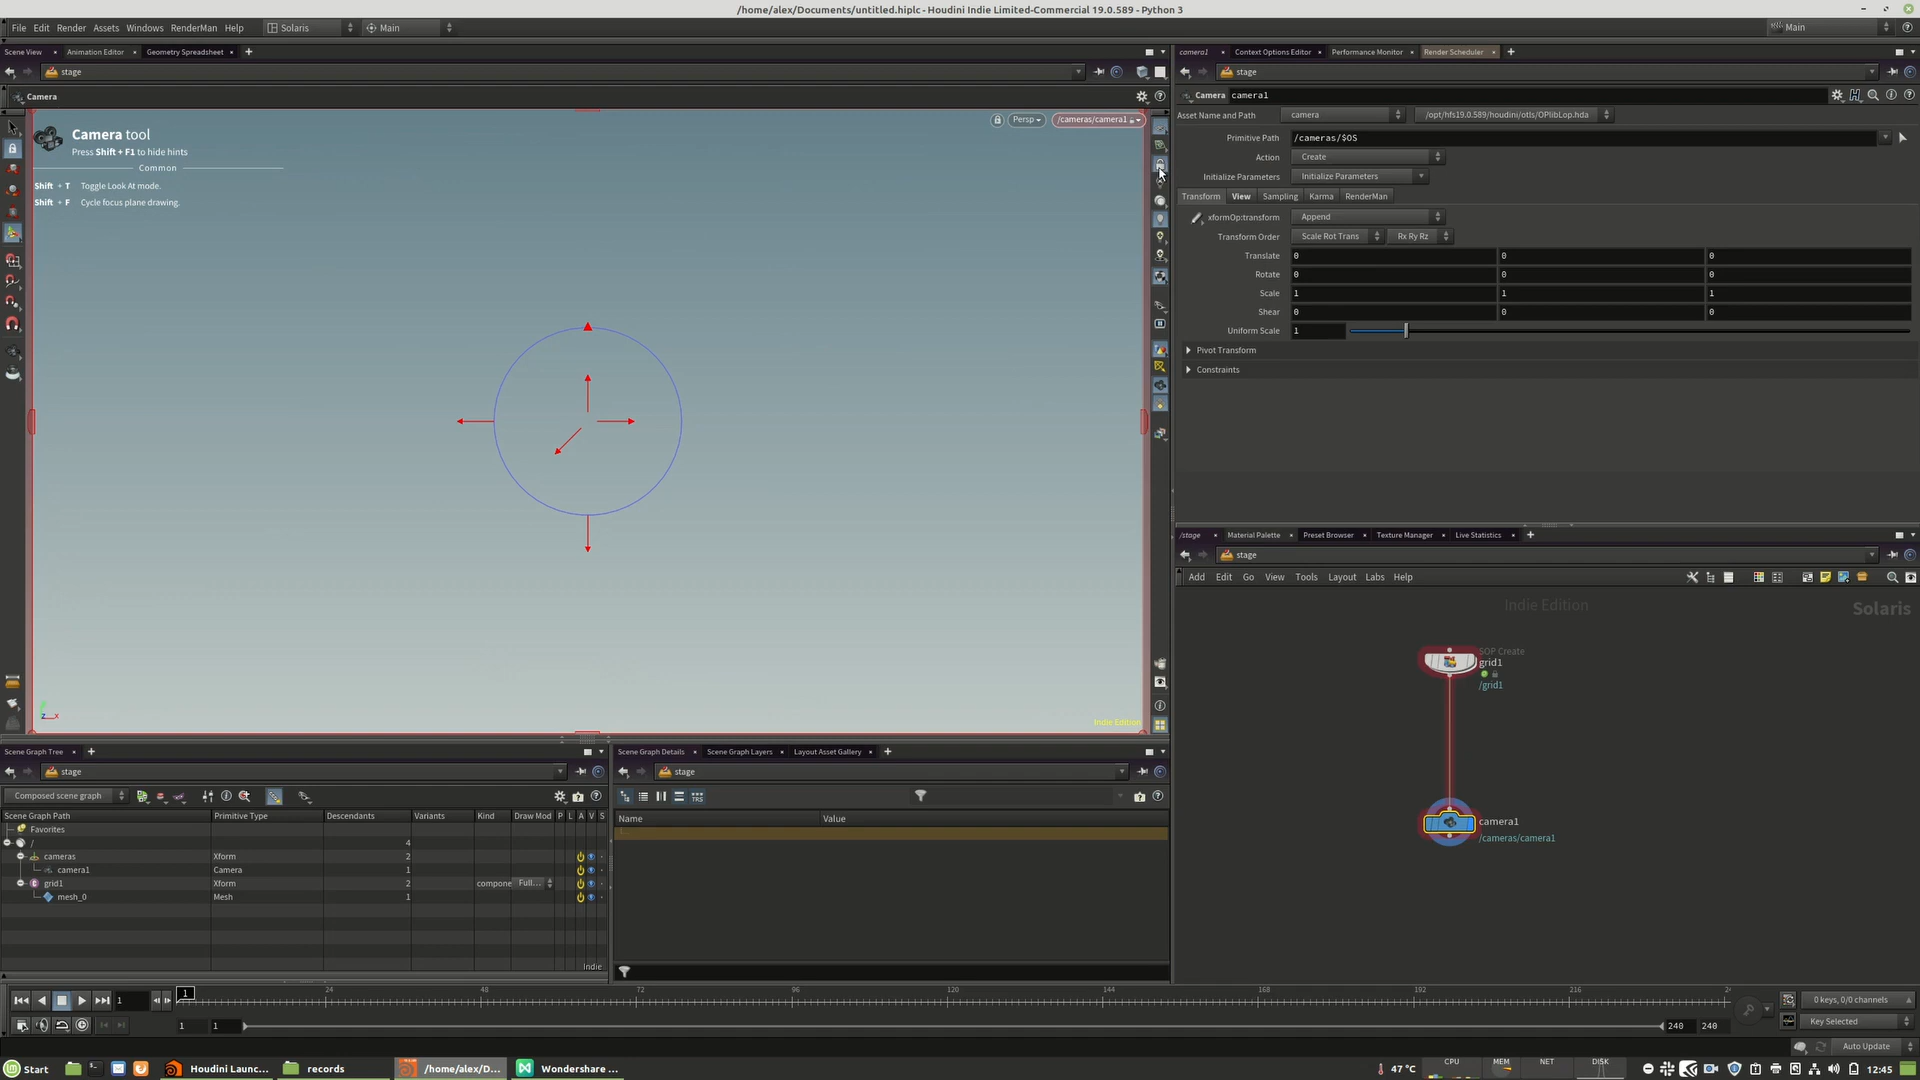 /home/alex/Documents/untitled.hiplc - Houdini Indie Limited-Commercial 19.0.589 - Python 3
File Edit Render Assets Windows RenderMan Help Solaris Main Main
Scene View Animation Editor Geometry Spreadsheet
stage
Camera
Camera tool
Press Shift + F1 to hide hints
Common
Shift + T Toggle Look At mode.
Shift + F Cycle focus plane drawing.
Persp
/cameras/camera1
Indie Edition
camera1 Context Options Editor Performance Monitor Render Scheduler
stage
Camera camera1
Asset Name and Path camera /opt/hfs19.0.589/houdini/otls/OPlibLop.hda
Primitive Path /cameras/$OS
Action Create
Initialize Parameters Initialize Parameters
Transform View Sampling Karma RenderMan
xformOp:transform Append
Transform Order Scale Rot Trans Rx Ry Rz
Translate 0 0 0
Rotate 0 0 0
Scale 1 1 1
Shear 0 0 0
Uniform Scale 1
Pivot Transform
Constraints
/stage Material Palette Preset Browser Texture Manager Live Statistics
stage
Add Edit Go View Tools Layout Labs Help
Indie Edition
Solaris
SOP Create
grid1
/grid1
camera1
/cameras/camera1
Scene Graph Tree
stage
Composed scene graph
Scene Graph Path Primitive Type Descendants Variants Kind Draw Mod P L A V S
Favorites
/ 4
cameras Xform 2
camera1 Camera 1
grid1 Xform 2 compone Full...
mesh_0 Mesh 1
Indie
Scene Graph Details Scene Graph Layers Layout Asset Gallery
stage
Name Value
1 1 24 48 72 96 120 144 168 192 216
0 keys, 0/0 channels
1 1 240 240
Key Selected
Auto Update
Start Houdini Launc... records /home/alex/D... Wondershare ... 47 °C CPU MEM NET DISK 12:45